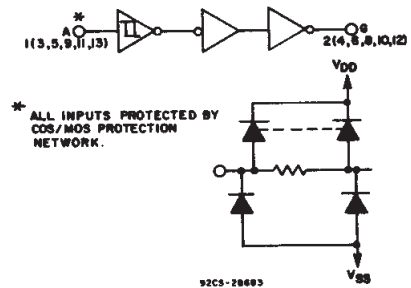 *
A G
1(3,5,9,11,13) 2(4,6,8,10,12)
VDD
* ALL INPUTS PROTECTED BY
COS/MOS PROTECTION
NETWORK.
VSS
92CS-28683